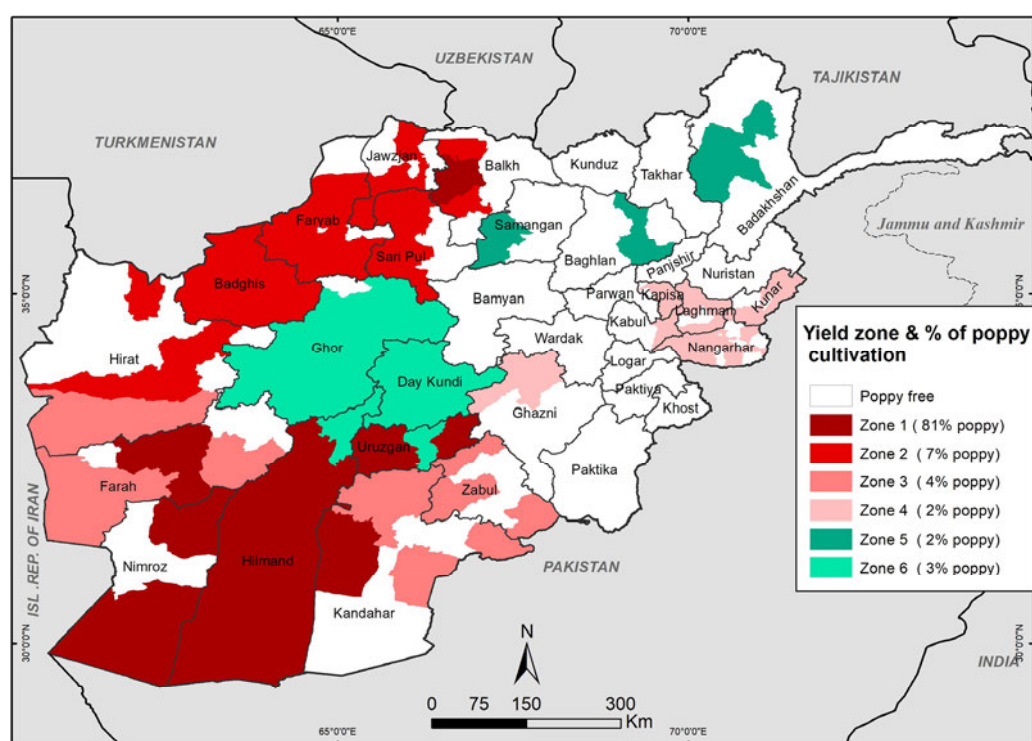 65°0'0"E
70°0'0"E
UZBEKISTAN
TAJIKISTAN
TURKMENISTAN
Jawzjan
Balkh
Kunduz
Takhar
Badakhshan
Jammu and Kashmir
Faryab
Samangan
Sari Pul
Baghlan
Panjshir
Nuristan
Badghis
35°0'0"N
Bamyan
Parwan
Kapisa
Kunar
Laghman
Kabul
Hirat
Ghor
Wardak
Nangarhar
Logar
Day Kundi
Paktiya
Ghazni
Khost
Uruzgan
Paktika
Farah
Zabul
ISL .REP. OF IRAN
Nimroz
Hilmand
PAKISTAN
Kandahar
30°0'0"N
30°0'0"N
INDIA
Yield zone & % of poppy
cultivation
Poppy free
Zone 1 ( 81% poppy)
Zone 2 ( 7% poppy)
Zone 3 ( 4% poppy)
Zone 4 ( 2% poppy)
Zone 5 ( 2% poppy)
Zone 6 ( 3% poppy)
N
0 75 150 300
Km
65°0'0"E
70°0'0"E